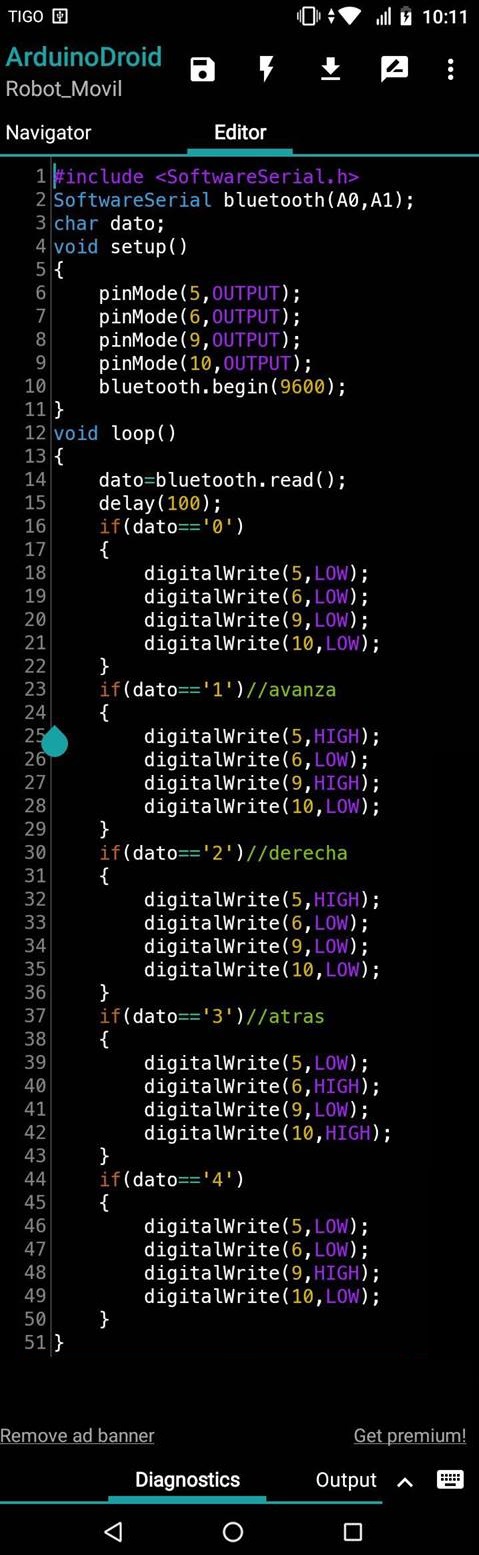 TIGO 10:11
ArduinoDroid
Robot_Movil
Navigator Editor
1 #include <SoftwareSerial.h>
2 SoftwareSerial bluetooth(A0,A1);
3 char dato;
4 void setup()
5 {
6     pinMode(5,OUTPUT);
7     pinMode(6,OUTPUT);
8     pinMode(9,OUTPUT);
9     pinMode(10,OUTPUT);
10     bluetooth.begin(9600);
11 }
12 void loop()
13 {
14     dato=bluetooth.read();
15     delay(100);
16     if(dato=='0')
17     {
18         digitalWrite(5,LOW);
19         digitalWrite(6,LOW);
20         digitalWrite(9,LOW);
21         digitalWrite(10,LOW);
22     }
23     if(dato=='1')//avanza
24     {
25         digitalWrite(5,HIGH);
26         digitalWrite(6,LOW);
27         digitalWrite(9,HIGH);
28         digitalWrite(10,LOW);
29     }
30     if(dato=='2')//derecha
31     {
32         digitalWrite(5,HIGH);
33         digitalWrite(6,LOW);
34         digitalWrite(9,LOW);
35         digitalWrite(10,LOW);
36     }
37     if(dato=='3')//atras
38     {
39         digitalWrite(5,LOW);
40         digitalWrite(6,HIGH);
41         digitalWrite(9,LOW);
42         digitalWrite(10,HIGH);
43     }
44     if(dato=='4')
45     {
46         digitalWrite(5,LOW);
47         digitalWrite(6,LOW);
48         digitalWrite(9,HIGH);
49         digitalWrite(10,LOW);
50     }
51 }
Remove ad banner Get premium!
Diagnostics Output